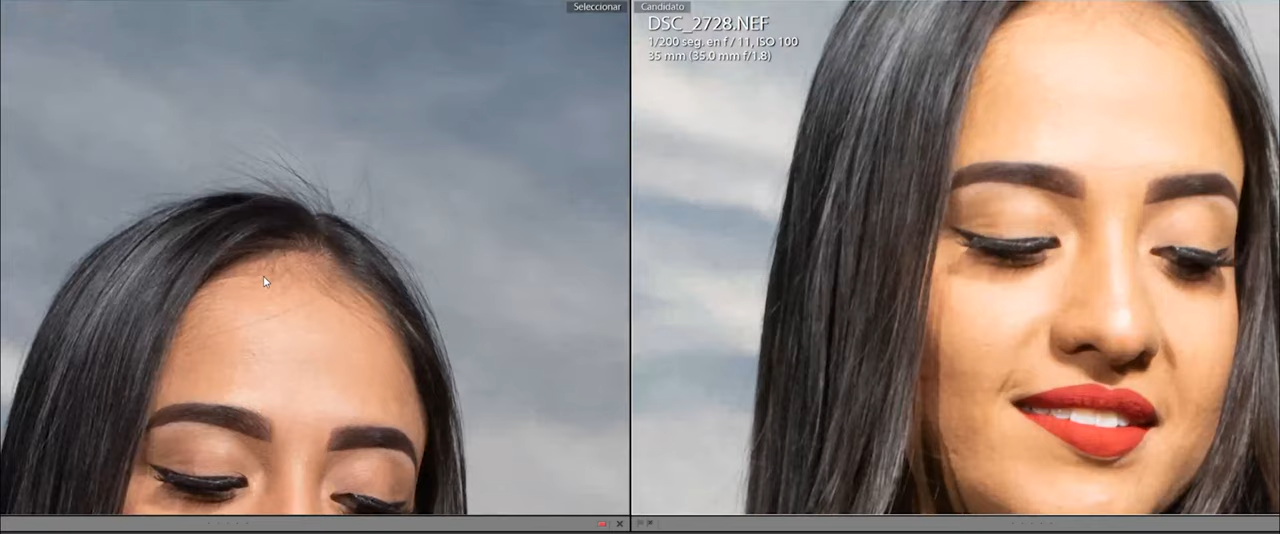 Seleccionar
Candidato
DSC_2728.NEF
1/200 seg. en f / 11, ISO 100
35 mm (35.0 mm f/1.8)